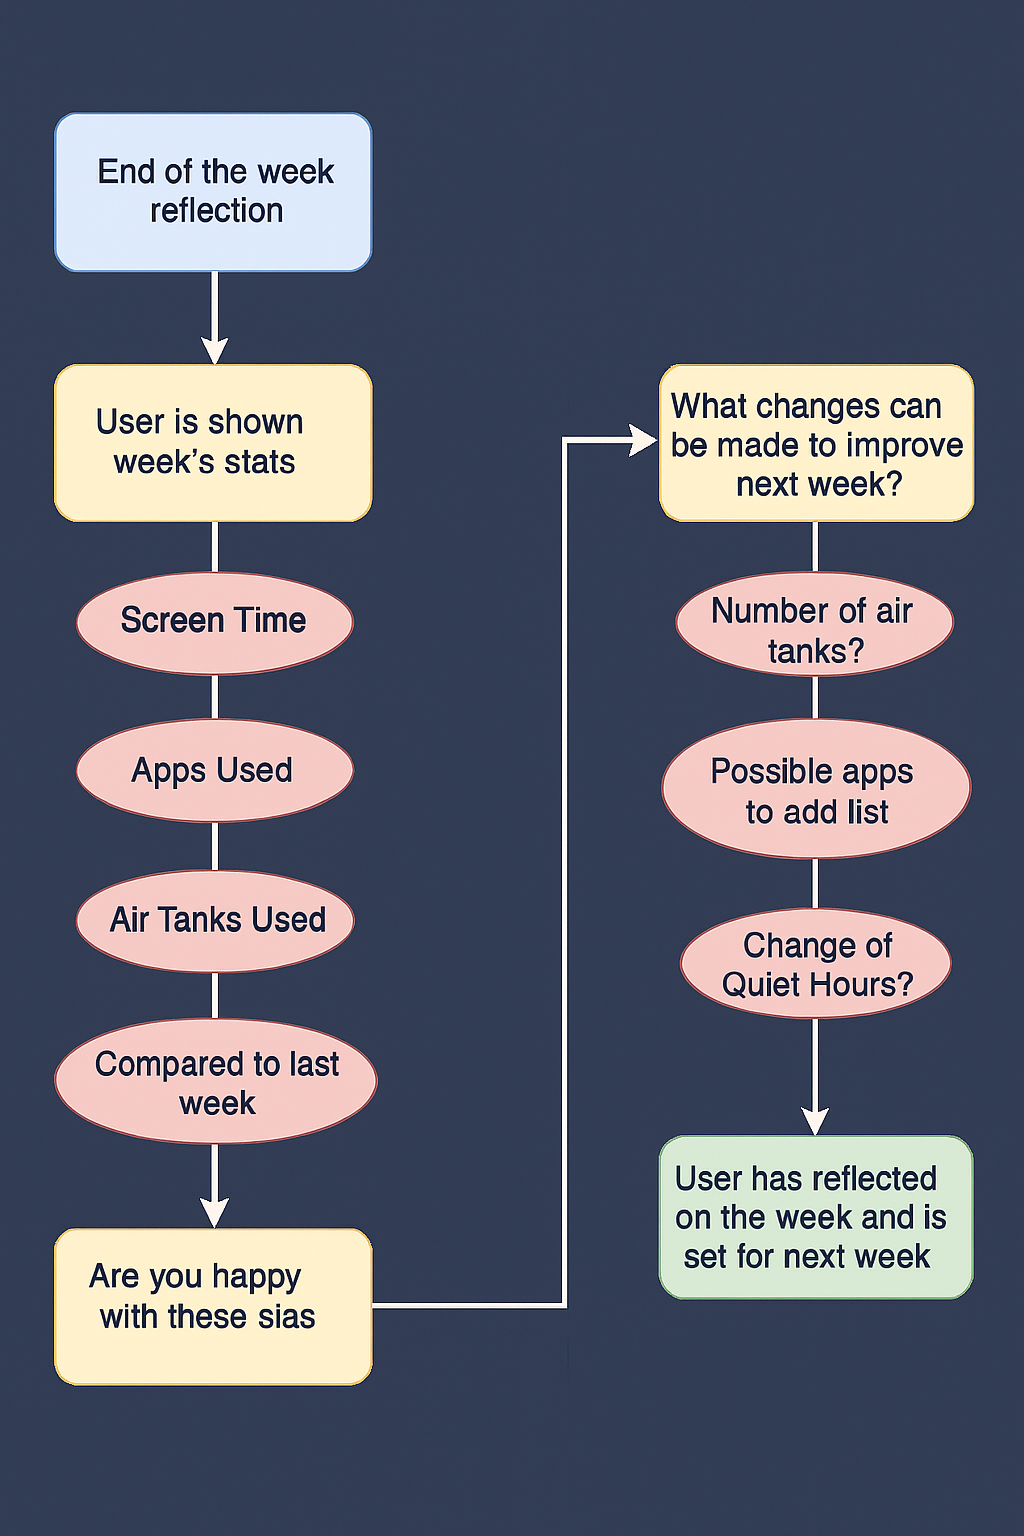 End of the week
reflection
User is shown
week's stats
Screen Time
Apps Used
Air Tanks Used
Compared to last
week
Are you happy
with these sias
What changes can
be made to improve
next week?
Number of air
tanks?
Possible apps
to add list
Change of
Quiet Hours?
User has reflected
on the week and is
set for next week